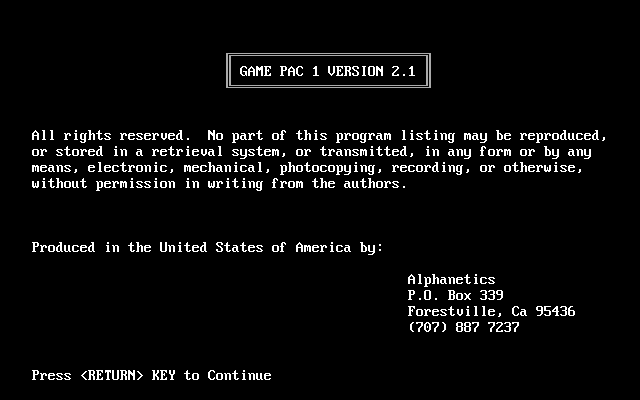 GAME PAC 1 VERSION 2.1
All rights reserved.  No part of this program listing may be reproduced,
or stored in a retrieval system, or transmitted, in any form or by any
means, electronic, mechanical, photocopying, recording, or otherwise,
without permission in writing from the authors.
Produced in the United States of America by:
Alphanetics
P.O. Box 339
Forestville, Ca 95436
(707) 887 7237
Press <RETURN> KEY to Continue